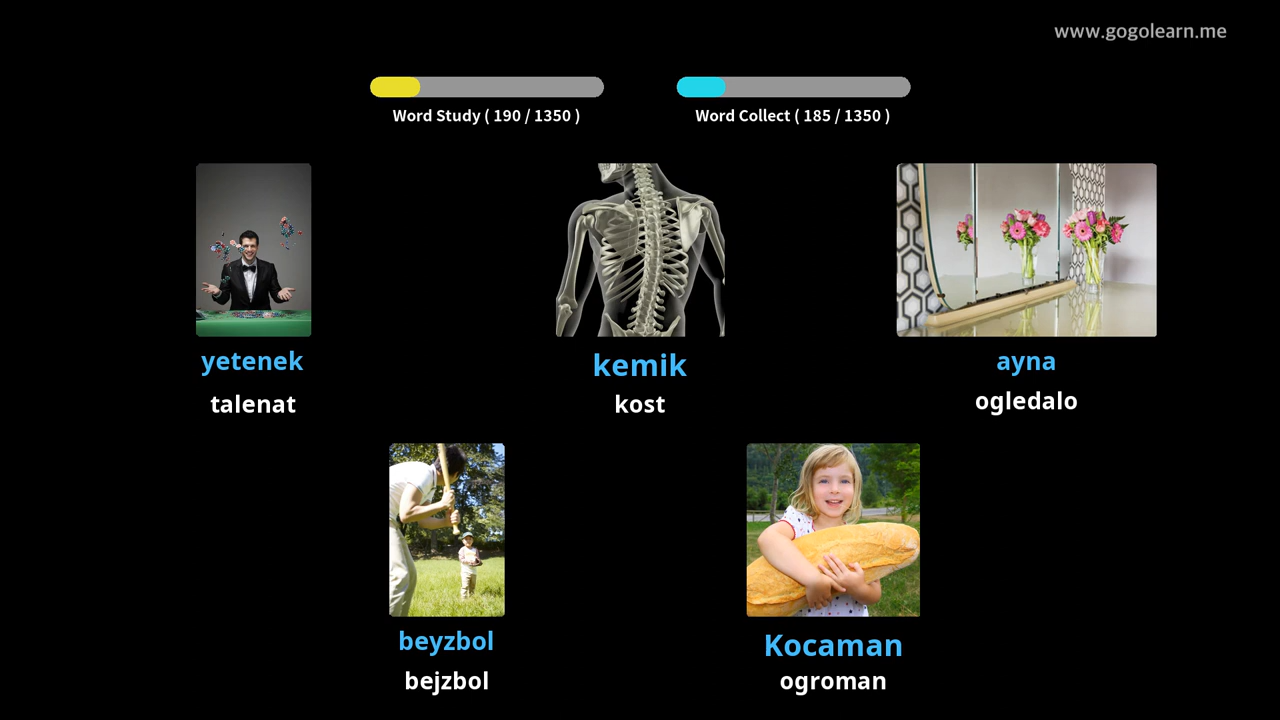 www.gogolearn.me
Word Study ( 190 / 1350 )
Word Collect ( 185 / 1350 )
yetenek
talenat
kemik
kost
ayna
ogledalo
beyzbol
bejzbol
Kocaman
ogroman